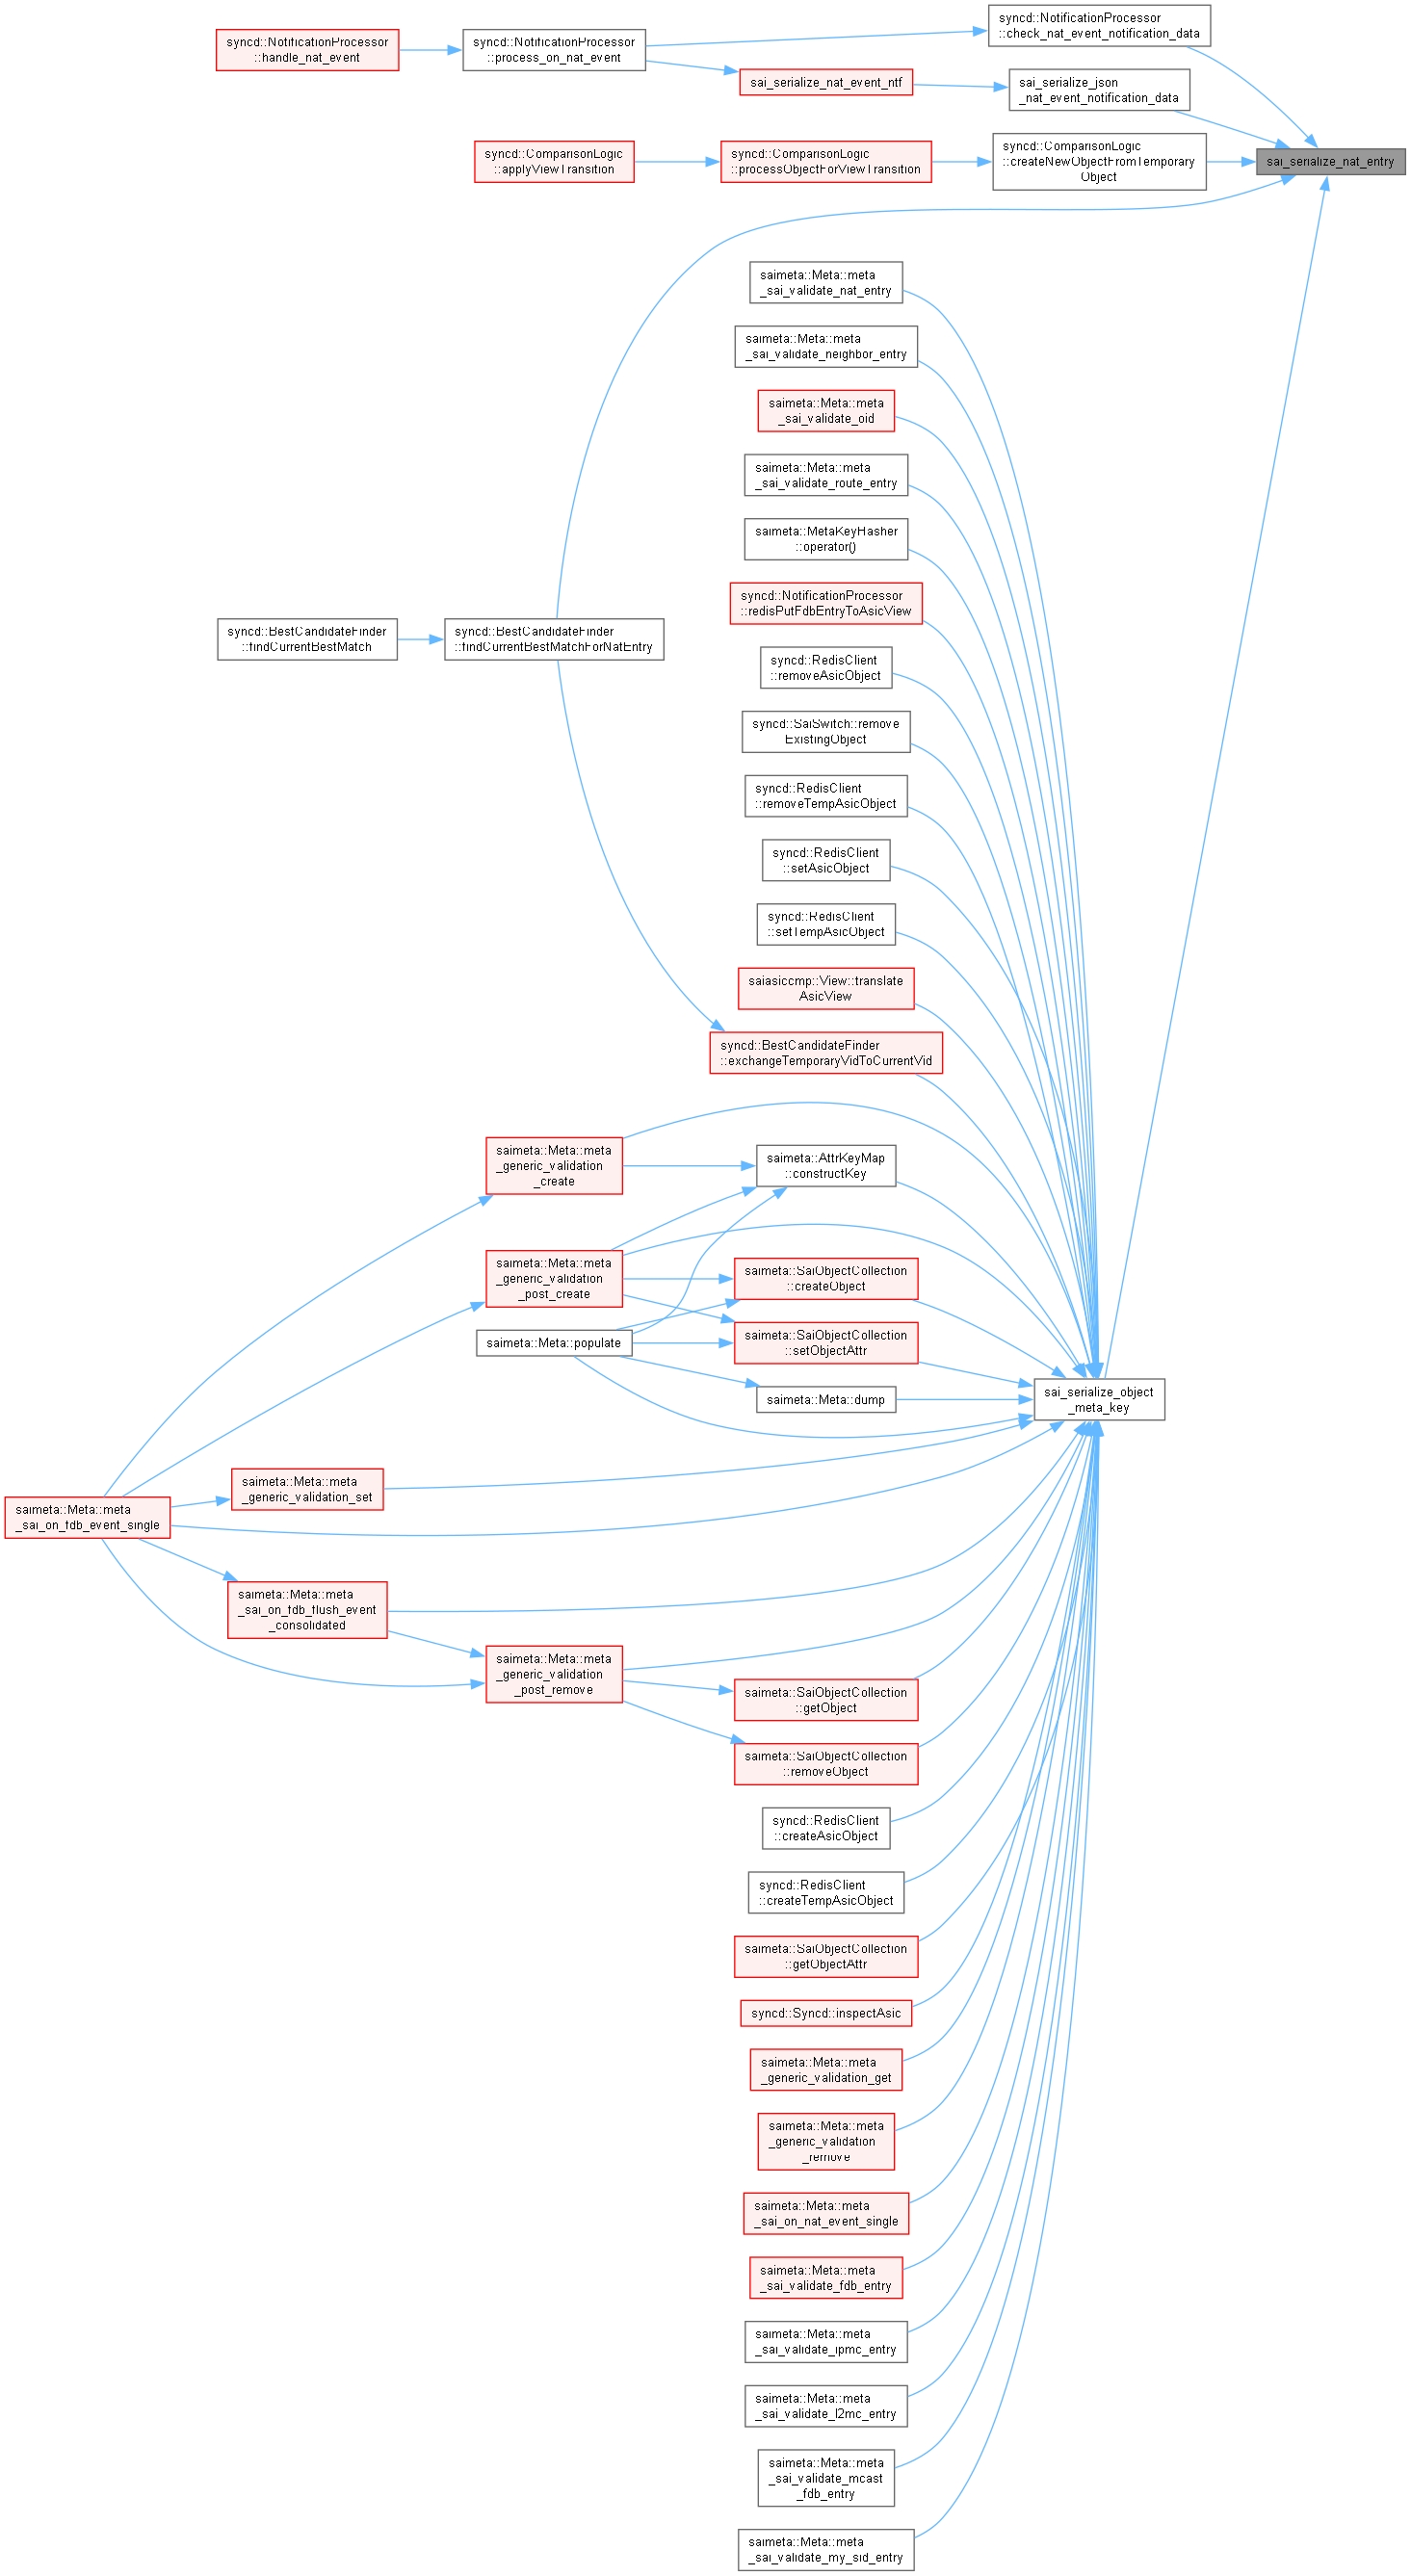 syncd::NotificationProcessor
::check_nat_event_notification_data
syncd::NotificationProcessor
::handle_nat_event
syncd::NotificationProcessor
::process_on_nat_event
sai_serialize_nat_event_ntf
sai_serialize_json
_nat_event_notification_data
syncd::ComparisonLogic
::applyViewTransition
syncd::ComparisonLogic
::processObjectForViewTransition
syncd::ComparisonLogic
::createNewObjectFromTemporary
Object
sai_serialize_nat_entry
saimeta::Meta::meta
_sai_validate_nat_entry
saimeta::Meta::meta
_sai_validate_neighbor_entry
saimeta::Meta::meta
_sai_validate_oid
saimeta::Meta::meta
_sai_validate_route_entry
saimeta::MetaKeyHasher
::operator()
syncd::NotificationProcessor
::redisPutFdbEntryToAsicView
syncd::BestCandidateFinder
::findCurrentBestMatch
syncd::BestCandidateFinder
::findCurrentBestMatchForNatEntry
syncd::RedisClient
::removeAsicObject
syncd::SaiSwitch::remove
ExistingObject
syncd::RedisClient
::removeTempAsicObject
syncd::RedisClient
::setAsicObject
syncd::RedisClient
::setTempAsicObject
saiasiccmp::View::translate
AsicView
syncd::BestCandidateFinder
::exchangeTemporaryVidToCurrentVid
saimeta::Meta::meta
_generic_validation
_create
saimeta::AttrKeyMap
::constructKey
saimeta::Meta::meta
_generic_validation
_post_create
saimeta::SaiObjectCollection
::createObject
saimeta::Meta::populate
saimeta::SaiObjectCollection
::setObjectAttr
saimeta::Meta::dump
sai_serialize_object
_meta_key
saimeta::Meta::meta
_generic_validation_set
saimeta::Meta::meta
_sai_on_fdb_event_single
saimeta::Meta::meta
_sai_on_fdb_flush_event
_consolidated
saimeta::Meta::meta
_generic_validation
_post_remove
saimeta::SaiObjectCollection
::getObject
saimeta::SaiObjectCollection
::removeObject
syncd::RedisClient
::createAsicObject
syncd::RedisClient
::createTempAsicObject
saimeta::SaiObjectCollection
::getObjectAttr
syncd::Syncd::inspectAsic
saimeta::Meta::meta
_generic_validation_get
saimeta::Meta::meta
_generic_validation
_remove
saimeta::Meta::meta
_sai_on_nat_event_single
saimeta::Meta::meta
_sai_validate_fdb_entry
saimeta::Meta::meta
_sai_validate_ipmc_entry
saimeta::Meta::meta
_sai_validate_l2mc_entry
saimeta::Meta::meta
_sai_validate_mcast
_fdb_entry
saimeta::Meta::meta
_sai_validate_my_sid_entry